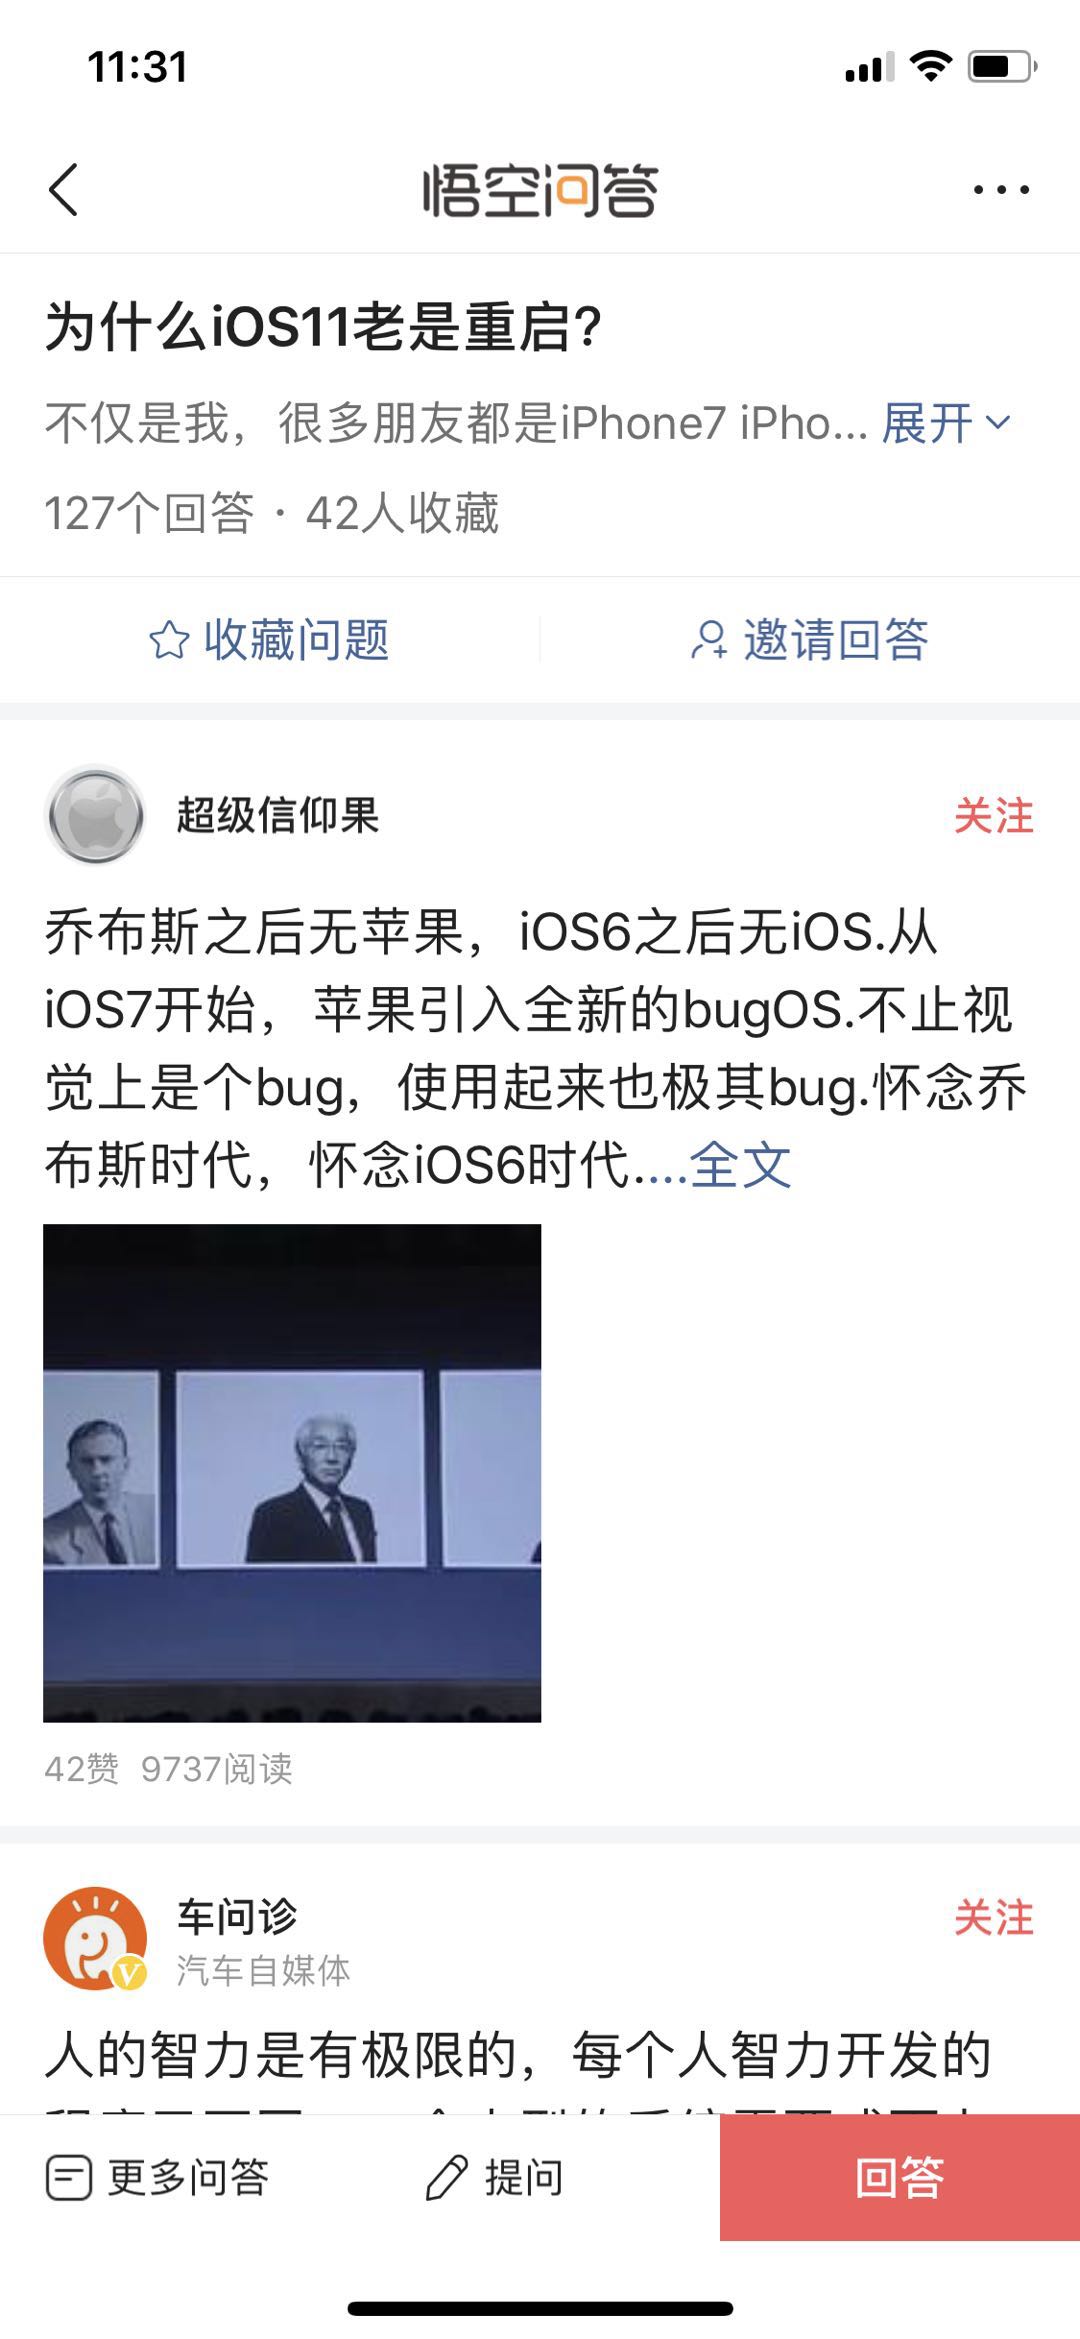 11:31
悟空问答
为什么iOS11老是重启?
不仅是我，很多朋友都是iPhone7 iPho... 展开
127个回答 · 42人收藏
收藏问题
邀请回答
超级信仰果
关注
乔布斯之后无苹果，iOS6之后无iOS.从
iOS7开始，苹果引入全新的bugOS.不止视
觉上是个bug，使用起来也极其bug.怀念乔
布斯时代，怀念iOS6时代....全文
42赞 9737阅读
车问诊
关注
汽车自媒体
人的智力是有极限的，每个人智力开发的
更多问答
提问
回答